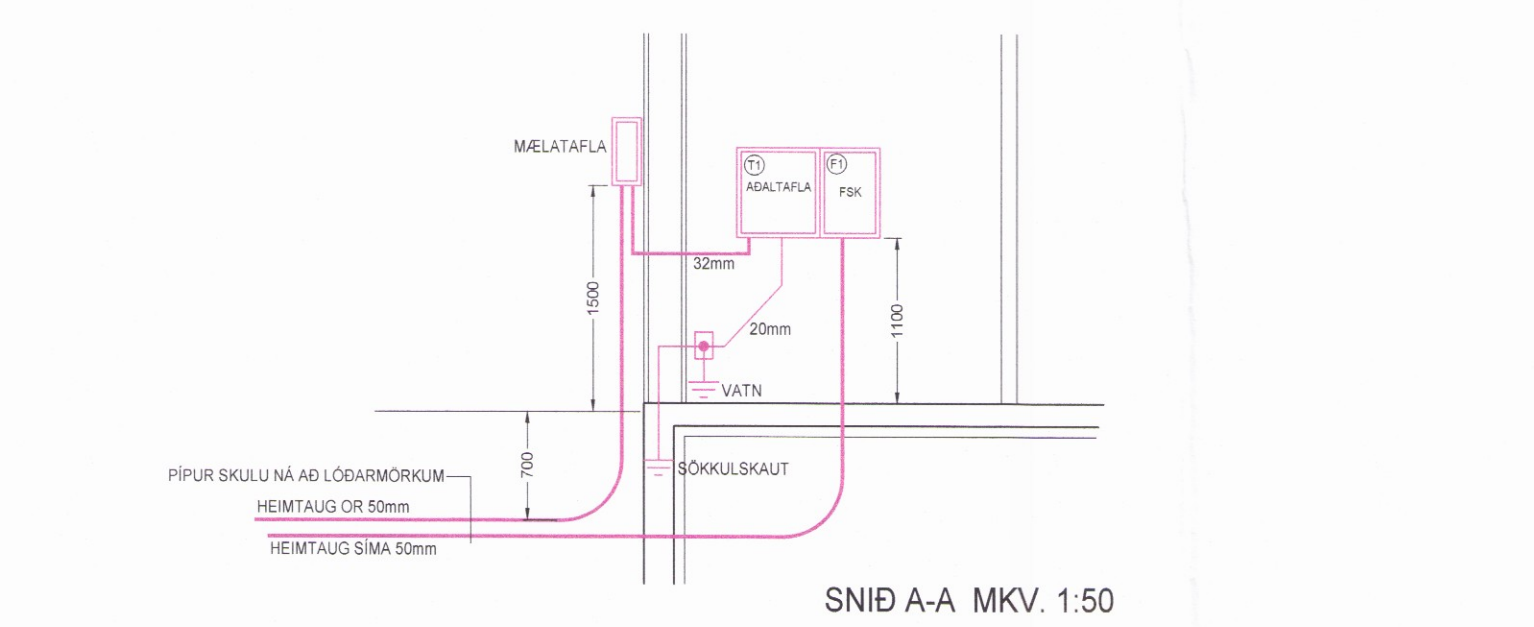 MÆLATAFLA
T1
AÐALTAFLA
F1
FSK
32mm
1500
1100
20mm
VATN
700
SÖKKULSKAUT
PÍPUR SKULU NÁ AÐ LÓÐARMÖRKUM
HEIMTAUG OR 50mm
HEIMTAUG SÍMA 50mm
SNIÐ A-A MKV. 1:50